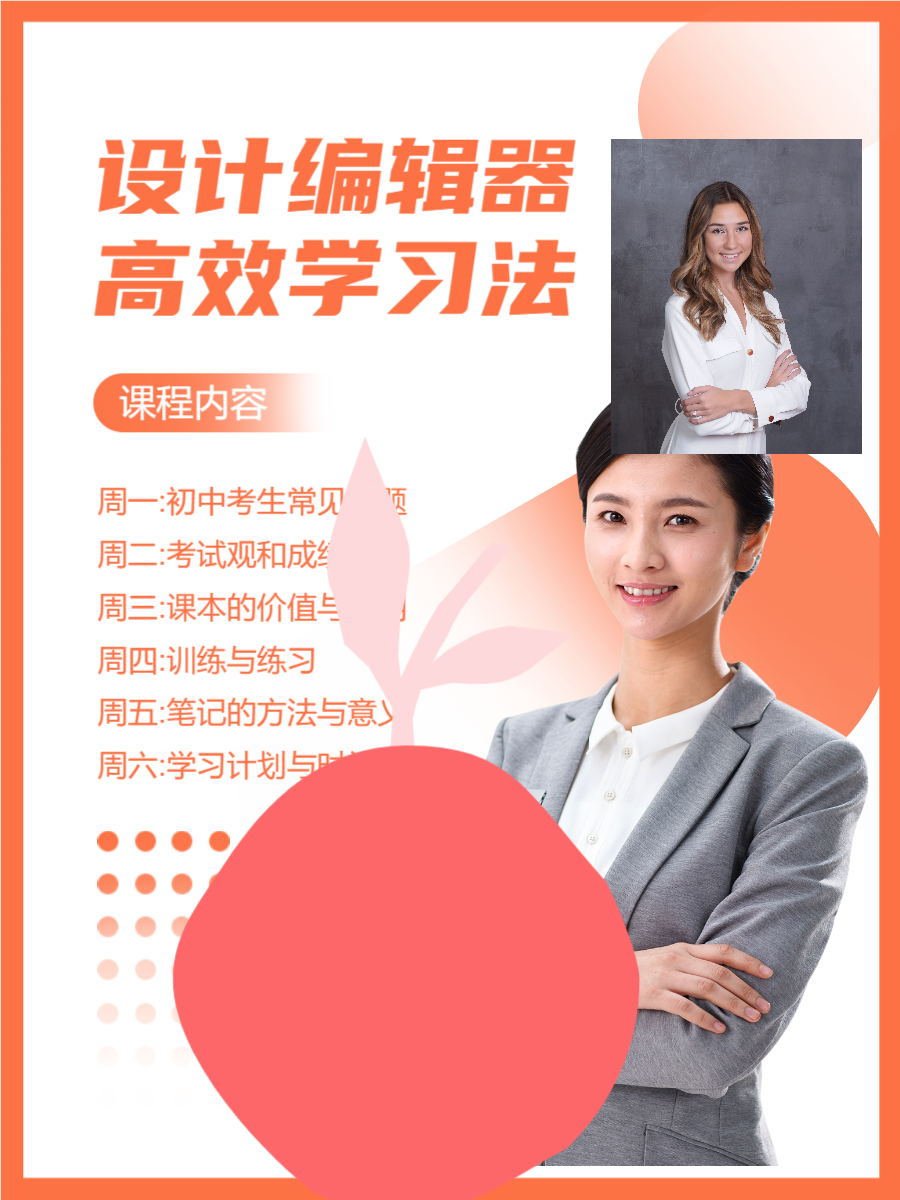 设计编辑器
高效学习法
课程内容
周一:初中考生常见题
周二:考试观和成
周三:课本的价值与
周四:训练与练习
周五:笔记的方法与意义
周六:学习计划与时